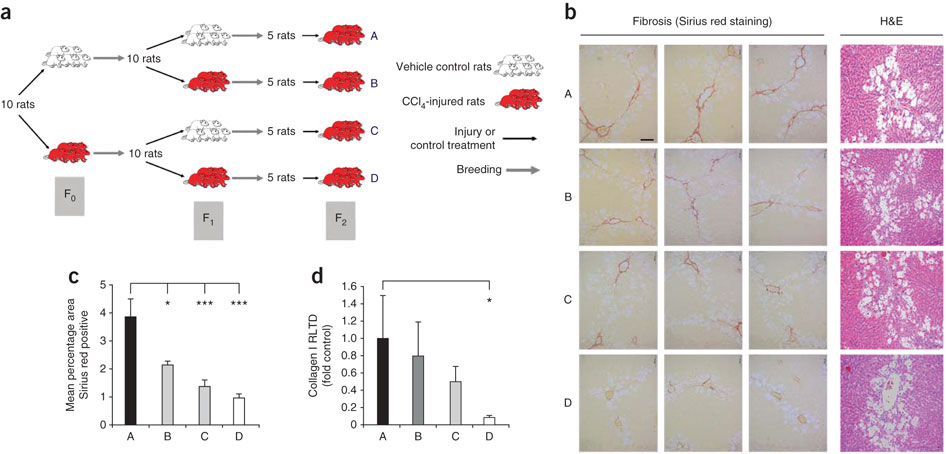 a
10 rats
10 rats
10 rats
5 rats
A
5 rats
B
5 rats
C
5 rats
D
F0
F1
F2
Vehicle control rats
CCl4-injured rats
Injury or
control treatment
Breeding
b
Fibrosis (Sirius red staining)
H&E
A
B
C
D
c
Mean percentage area
Sirius red positive
5
4
3
2
1
0
*
***
***
A
B
C
D
d
Collagen I RLTD
(fold control)
1.6
1.4
1.2
1.0
0.8
0.6
0.4
0.2
0
*
A
B
C
D